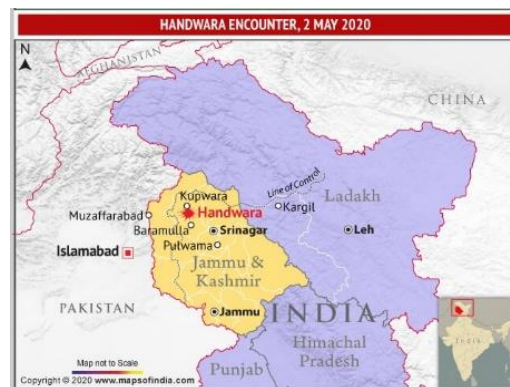 HANDWARA ENCOUNTER, 2 MAY 2020
N
AFGHANISTAN
CHINA
Line of Control
Ladakh
Kupwara
Muzaffarabad
Handwara
Kargil
Baramulla
Srinagar
Leh
Pulwama
Islamabad
Jammu &
Kashmir
PAKISTAN
Jammu
INDIA
Himachal
Pradesh
Punjab
India
Map not to Scale
Copyright © 2020 www.mapsofindia.com